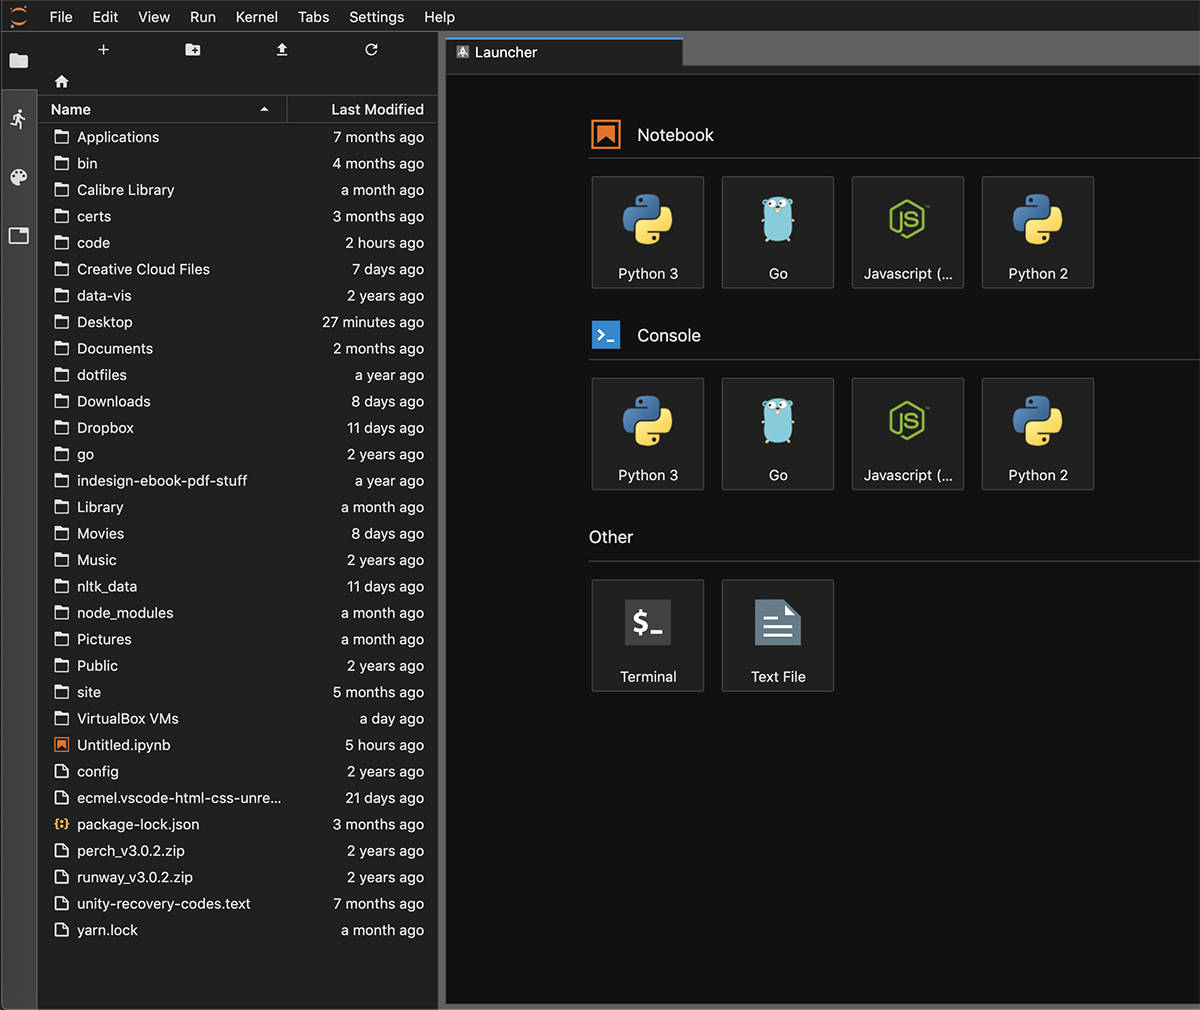 File Edit View Run Kernel Tabs Settings Help
Launcher
Name Last Modified
Applications 7 months ago
bin 4 months ago
Calibre Library a month ago
certs 3 months ago
code 2 hours ago
Creative Cloud Files 7 days ago
data-vis 2 years ago
Desktop 27 minutes ago
Documents 2 months ago
dotfiles a year ago
Downloads 8 days ago
Dropbox 11 days ago
go 2 years ago
indesign-ebook-pdf-stuff a year ago
Library a month ago
Movies 8 days ago
Music 2 years ago
nltk_data 11 days ago
node_modules a month ago
Pictures a month ago
Public 2 years ago
site 5 months ago
VirtualBox VMs a day ago
Untitled.ipynb 5 hours ago
config 2 years ago
ecmel.vscode-html-css-unre... 21 days ago
package-lock.json 3 months ago
perch_v3.0.2.zip 2 years ago
runway_v3.0.2.zip 2 years ago
unity-recovery-codes.text 7 months ago
yarn.lock a month ago
Notebook
Python 3 Go Javascript (... Python 2
Console
Python 3 Go Javascript (... Python 2
Other
$_
Terminal Text File